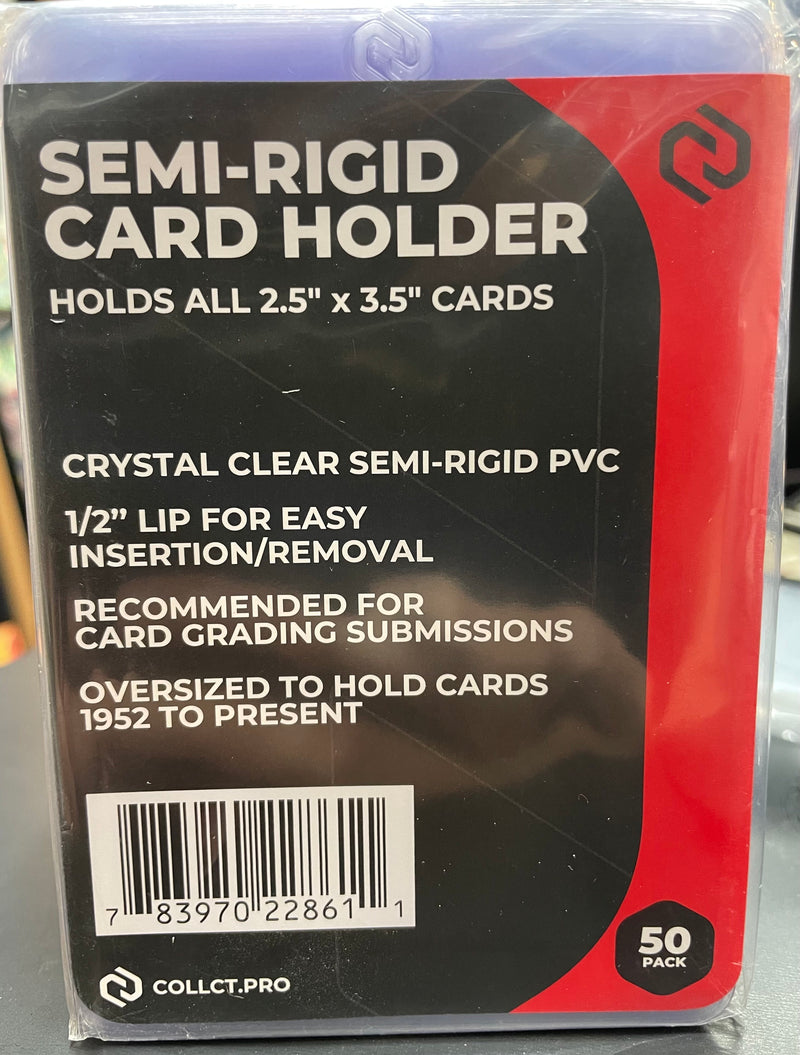 SEMI-RIGID
CARD HOLDER
HOLDS ALL 2.5" x 3.5" CARDS
CRYSTAL CLEAR SEMI-RIGID PVC
1/2” LIP FOR EASY
INSERTION/REMOVAL
RECOMMENDED FOR
CARD GRADING SUBMISSIONS
OVERSIZED TO HOLD CARDS
1952 TO PRESENT
7 83970 22861 1
50
PACK
COLLCT.PRO